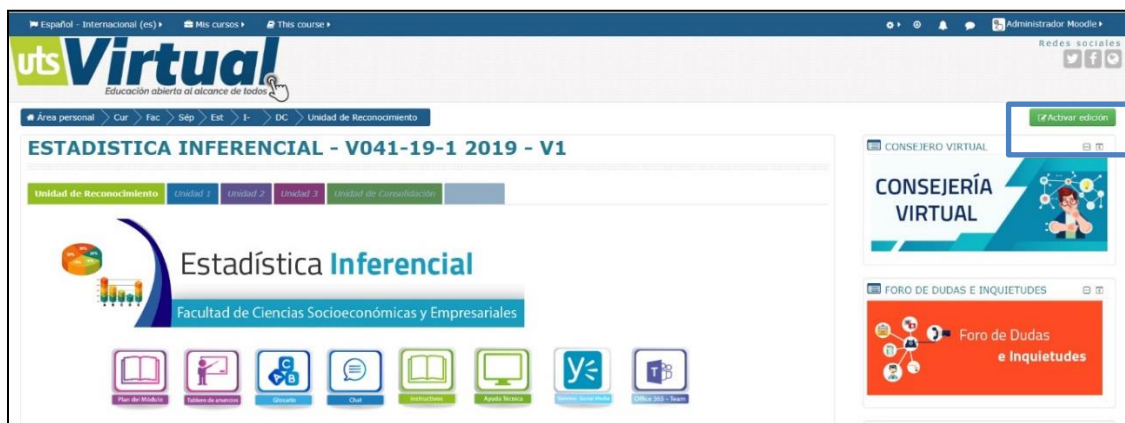 Español - Internacional (es) Mis cursos This course Administrador Moodle
Redes sociales
uts Virtual
Educación abierta al alcance de todos
Área personal Cur Fac Sép Est I- DC Unidad de Reconocimiento Activar edición
ESTADISTICA INFERENCIAL - V041-19-1 2019 - V1
Unidad de Reconocimiento Unidad 1 Unidad 2 Unidad 3 Unidad de Consolidación
Estadística Inferencial
Facultad de Ciencias Socioeconómicas y Empresariales
Plan del Módulo Tablero de anuncios Glosario Chat Instructivos Ayuda Técnica Office 365 - Team
CONSEJERO VIRTUAL
CONSEJERÍA
VIRTUAL
FORO DE DUDAS E INQUIETUDES
Foro de Dudas
e Inquietudes